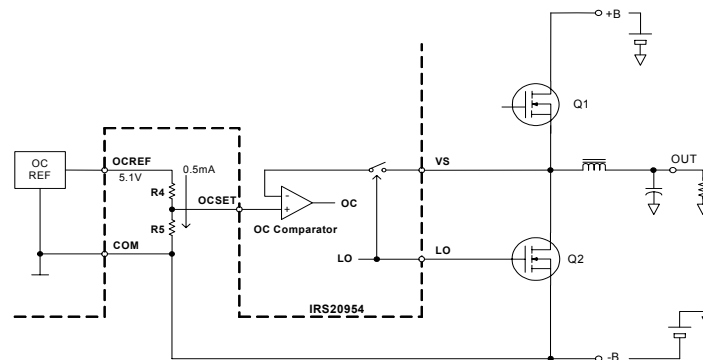 +B
Q1
OC
REF
OCREF
5.1V
0.5mA
R4
OCSET
R5
COM
VS
-
+
OC
OC Comparator
LO
LO
IRS20954
OUT
Q2
-B